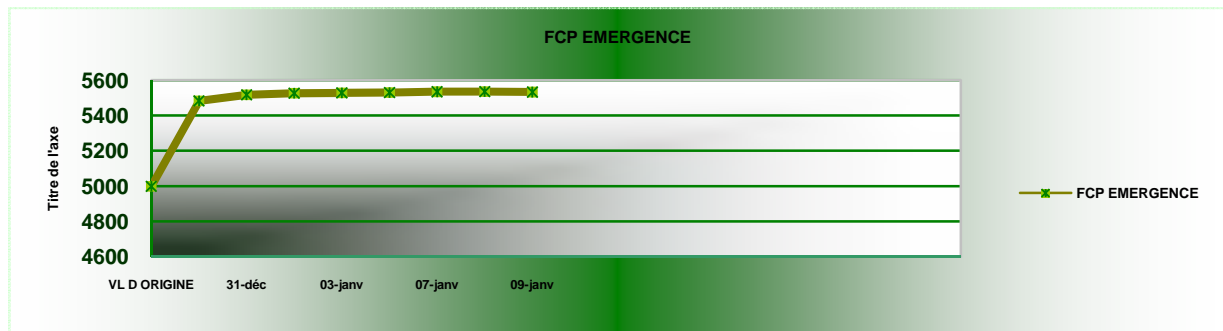 FCP EMERGENCE
Titre de l'axe
5600
5400
5200
5000
4800
4600
VL D ORIGINE 31-déc 03-janv 07-janv 09-janv
FCP EMERGENCE